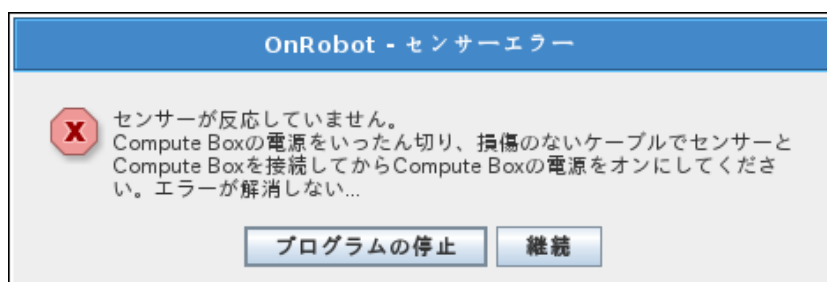 OnRobot - センサーエラー
センサーが反応していません。
Compute Boxの電源をいったん切り、損傷のないケーブルでセンサーと
Compute Boxを接続してからCompute Boxの電源をオンにしてくださ
い。エラーが解消しない...
プログラムの停止
継続